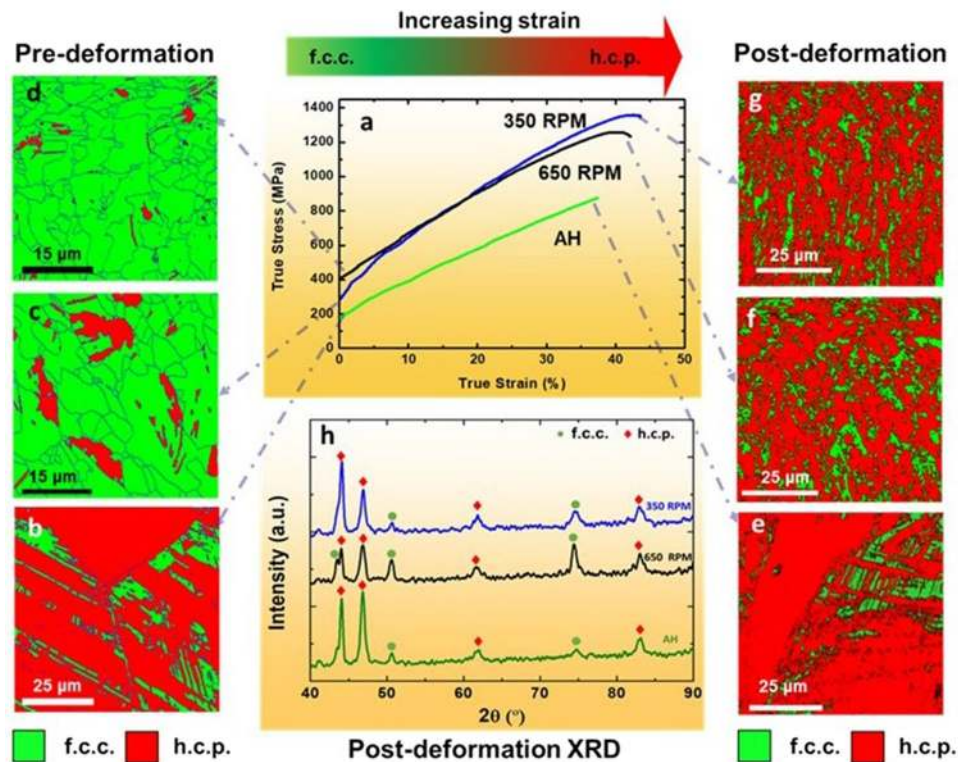 Increasing strain
f.c.c. h.c.p.
Pre-deformation
Post-deformation
d
15 µm
c
15 µm
b
25 µm
a
350 RPM
650 RPM
AH
True Stress (MPa)
1400
1200
1000
800
600
400
200
0
0 10 20 30 40 50
True Strain (%)
g
25 µm
f
25 µm
e
25 µm
h
f.c.c. h.c.p.
350 RPM
650 RPM
AH
Intensity (a.u.)
40 50 60 70 80 90
2θ (°)
f.c.c. h.c.p.
Post-deformation XRD
f.c.c. h.c.p.